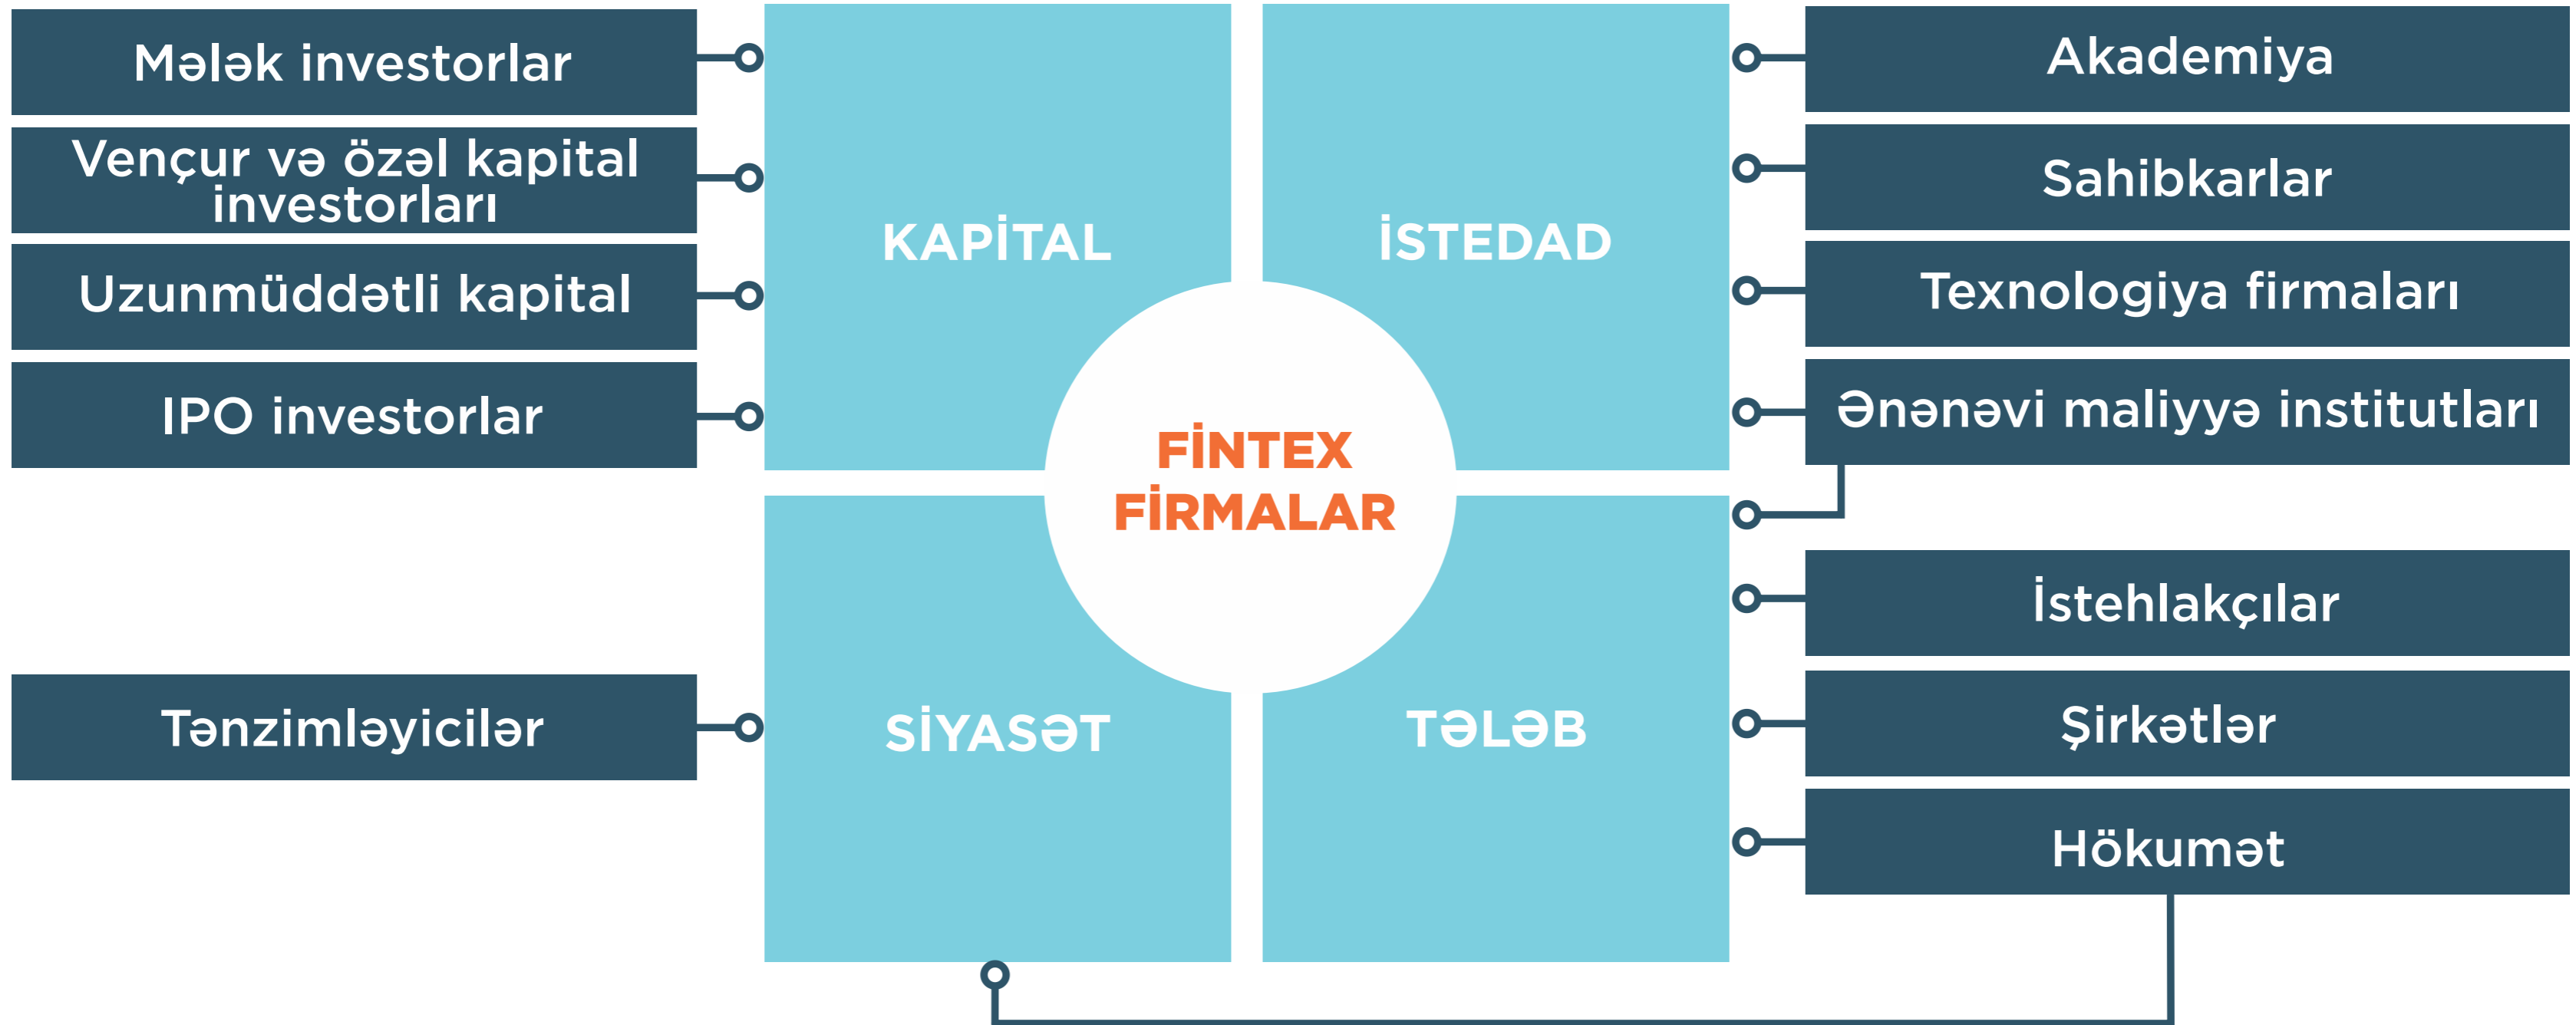 Mələk investorlar
Vençur və özəl kapital
investorları
Uzunmüddətli kapital
IPO investorlar
Tənzimləyicilər
KAPİTAL
İSTEDAD
FİNTEX
FİRMALAR
SİYASƏT
TƏLƏB
Akademiya
Sahibkarlar
Texnologiya firmaları
Ənənəvi maliyyə institutları
İstehlakçılar
Şirkətlər
Hökumət